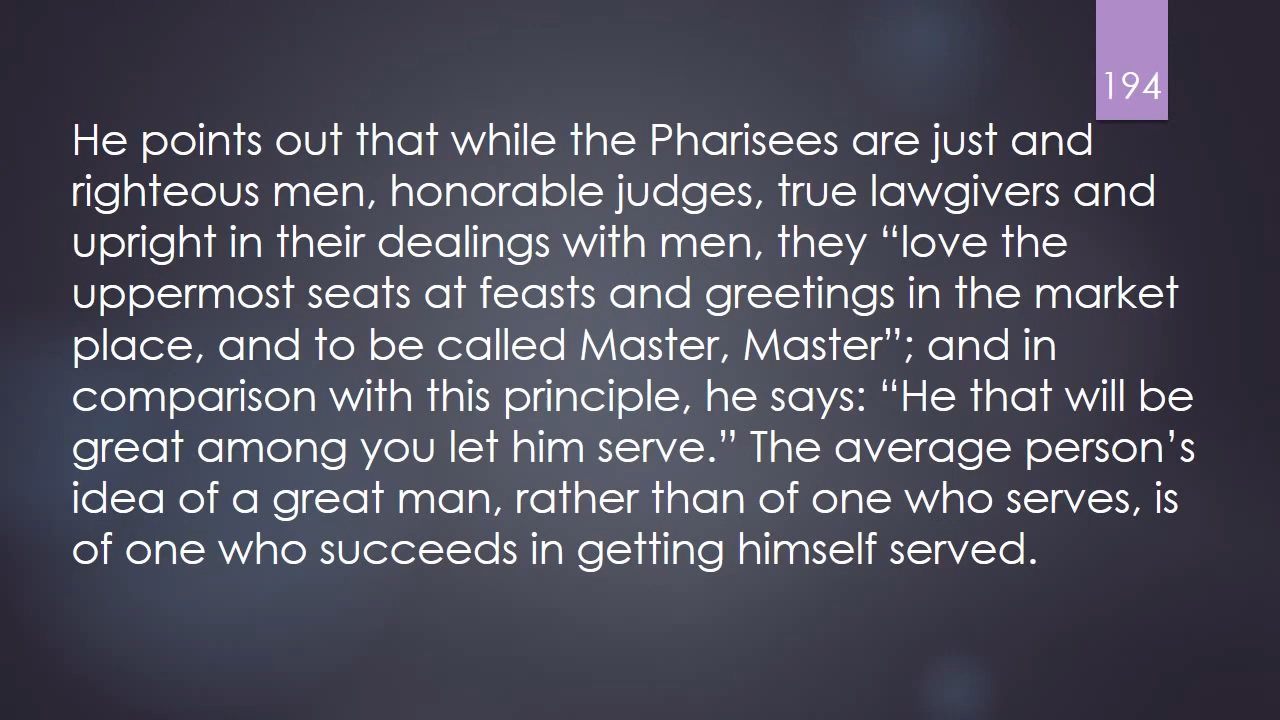 194
He points out that while the Pharisees are just and
righteous men, honorable judges, true lawgivers and
upright in their dealings with men, they “love the
uppermost seats at feasts and greetings in the market
place, and to be called Master, Master”; and in
comparison with this principle, he says: “He that will be
great among you let him serve.” The average person’s
idea of a great man, rather than of one who serves, is
of one who succeeds in getting himself served.